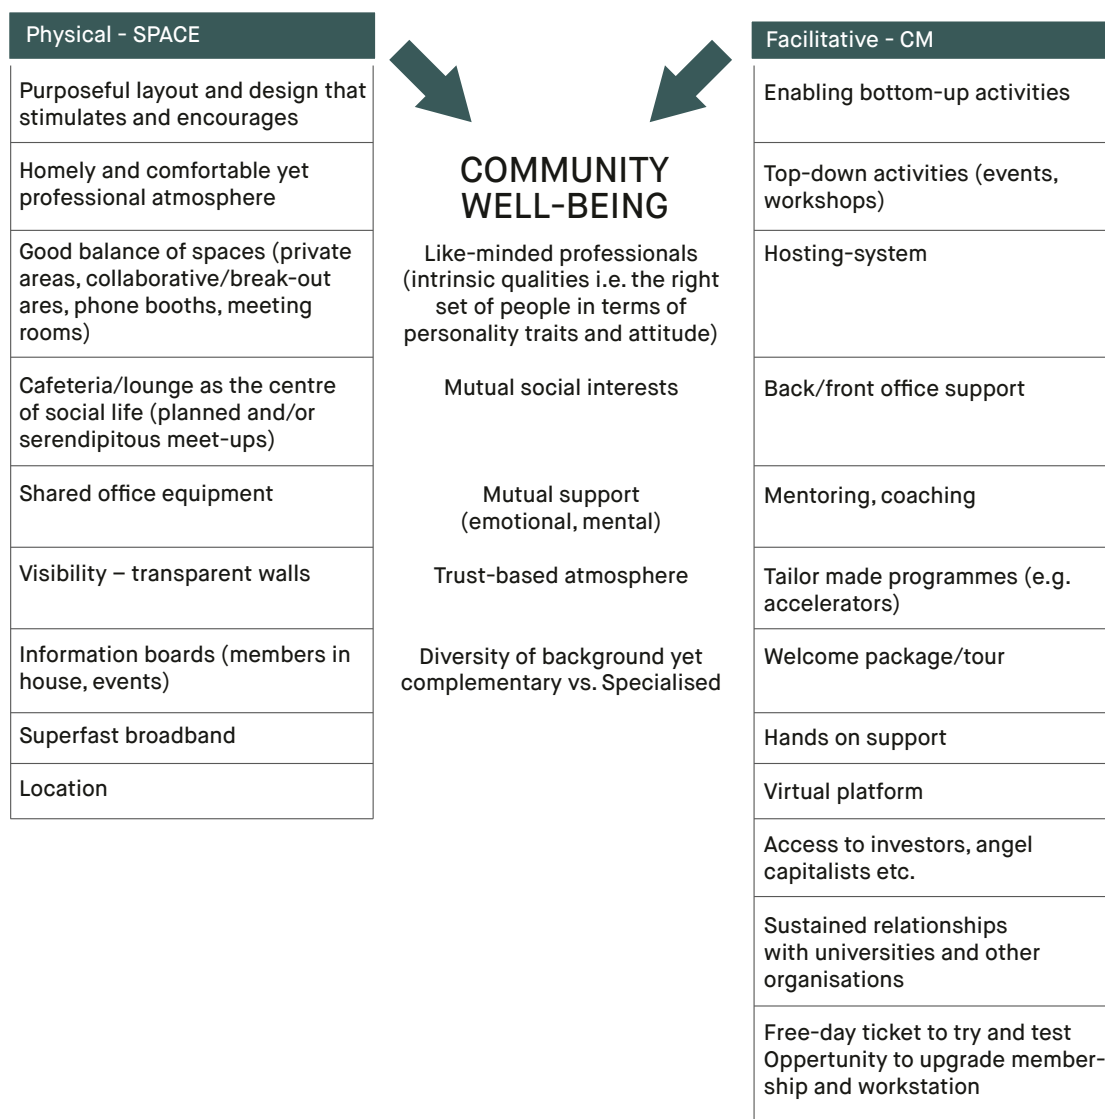 Physical - SPACE
Purposeful layout and design that
stimulates and encourages
Homely and comfortable yet
professional atmosphere
Good balance of spaces (private
areas, collaborative/break-out
ares, phone booths, meeting
rooms)
Cafeteria/lounge as the centre
of social life (planned and/or
serendipitous meet-ups)
Shared office equipment
Visibility – transparent walls
Information boards (members in
house, events)
Superfast broadband
Location
COMMUNITY
WELL-BEING
Like-minded professionals
(intrinsic qualities i.e. the right
set of people in terms of
personality traits and attitude)
Mutual social interests
Mutual support
(emotional, mental)
Trust-based atmosphere
Diversity of background yet
complementary vs. Specialised
Facilitative - CM
Enabling bottom-up activities
Top-down activities (events,
workshops)
Hosting-system
Back/front office support
Mentoring, coaching
Tailor made programmes (e.g.
accelerators)
Welcome package/tour
Hands on support
Virtual platform
Access to investors, angel
capitalists etc.
Sustained relationships
with universities and other
organisations
Free-day ticket to try and test
Oppertunity to upgrade member-
ship and workstation